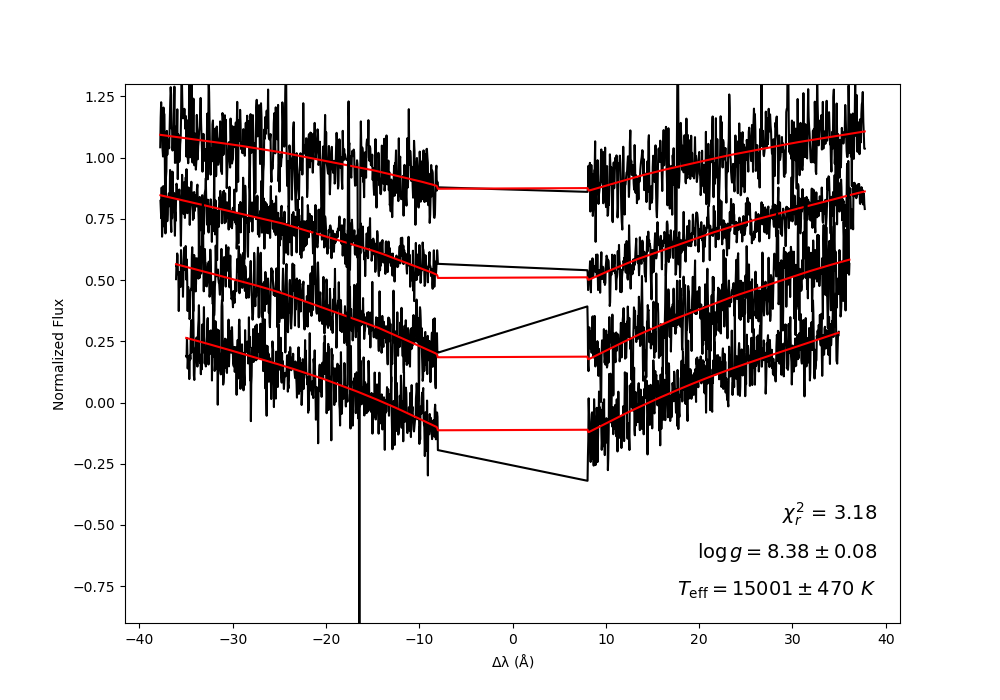 1.25
1.00
0.75
0.50
0.25
0.00
−0.25
−0.50
−0.75
Normalized Flux
−40 −30 −20 −10 0 10 20 30 40
Δλ (Å)
χ²ᵣ = 3.18
log g = 8.38 ± 0.08
T_eff = 15001 ± 470 K